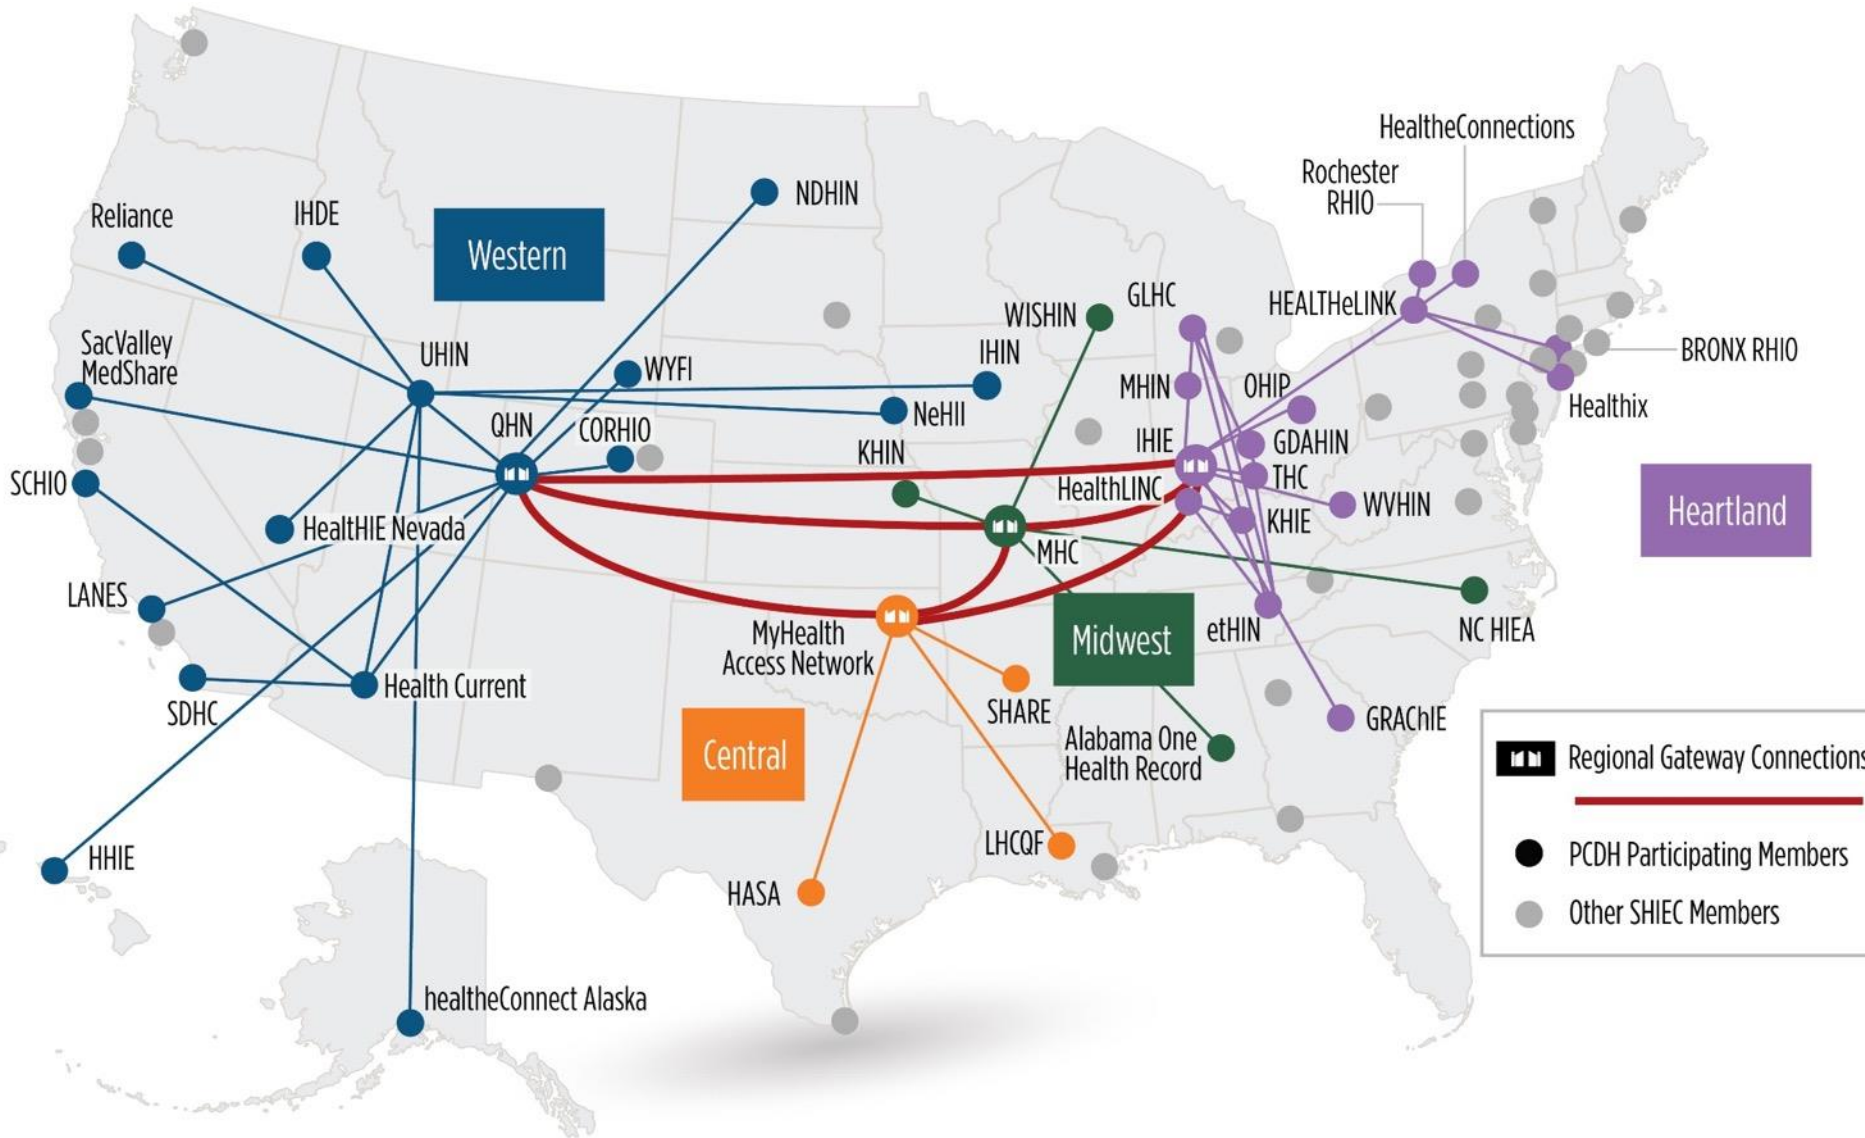 HealtheConnections
Rochester
RHIO
NDHIN
Reliance
IHDE
Western
WISHIN
GLHC
HEALTHeLINK
SacValley
MedShare
UHIN
WYFI
IHIN
BRONX RHIO
MHIN
OHIP
NeHII
Healthix
QHN
CORHIO
KHIN
IHIE
GDAHIN
SCHIO
HealthLINC
THC
WVHIN
Heartland
HealtHIE Nevada
KHIE
MHC
LANES
MyHealth
Access Network
Midwest
etHIN
NC HIEA
Health Current
SDHC
SHARE
GRAChIE
Central
Alabama One
Health Record
Regional Gateway Connections
HHIE
LHCQF
PCDH Participating Members
HASA
Other SHIEC Members
healtheConnect Alaska